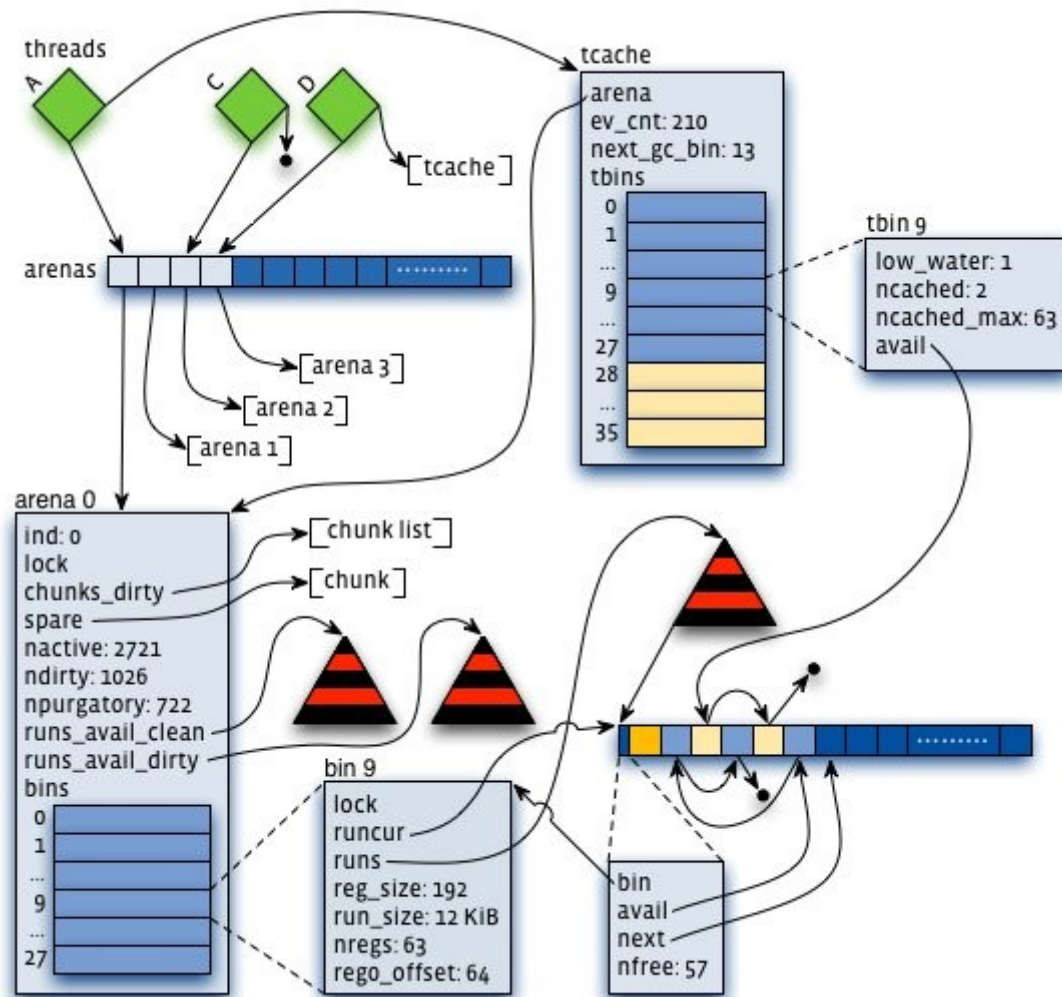 threads
A
C
D
[tcache]
arenas
[arena 3]
[arena 2]
[arena 1]
tcache
arena
ev_cnt: 210
next_gc_bin: 13
tbins
0
1
...
9
...
27
28
...
35
tbin 9
low_water: 1
ncached: 2
ncached_max: 63
avail
arena 0
ind: 0
lock
chunks_dirty
spare
nactive: 2721
ndirty: 1026
npurgatory: 722
runs_avail_clean
runs_avail_dirty
bins
0
1
...
9
...
27
[chunk list]
[chunk]
bin 9
lock
runcur
runs
reg_size: 192
run_size: 12 KiB
nregs: 63
reg0_offset: 64
bin
avail
next
nfree: 57